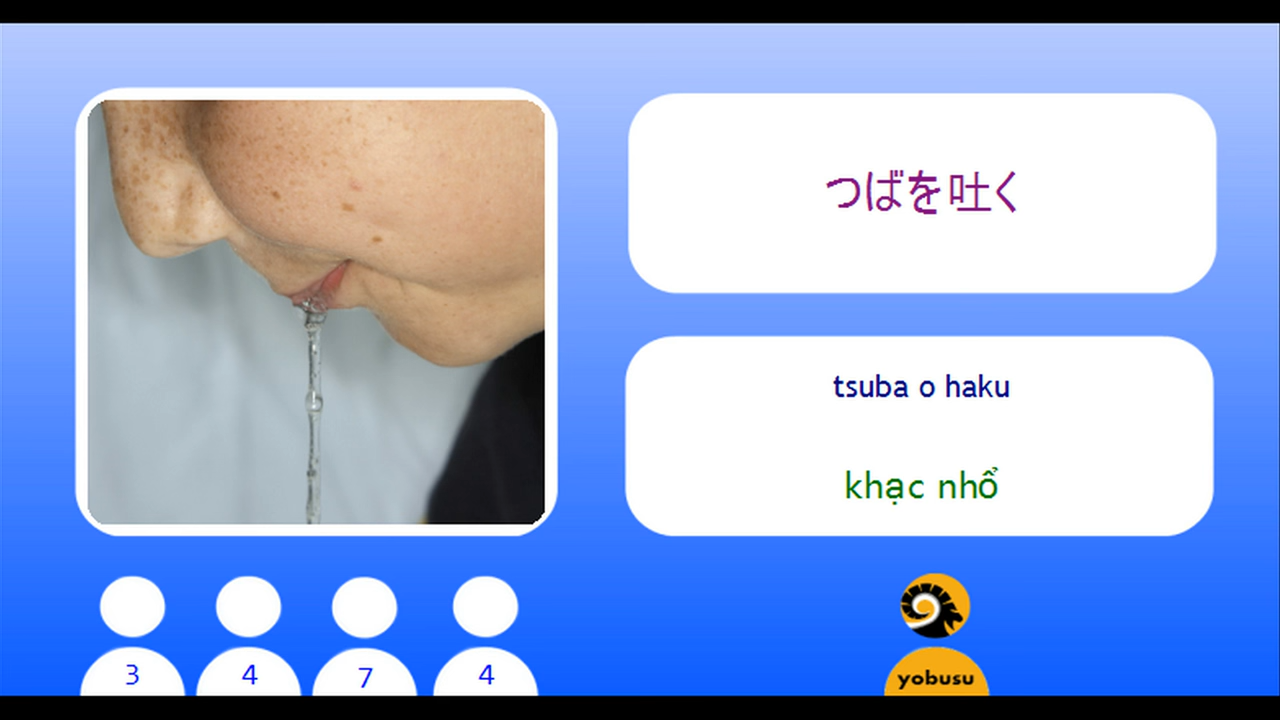 つばを吐く
tsuba o haku
khạc nhổ
3 4 7 4
yobusu